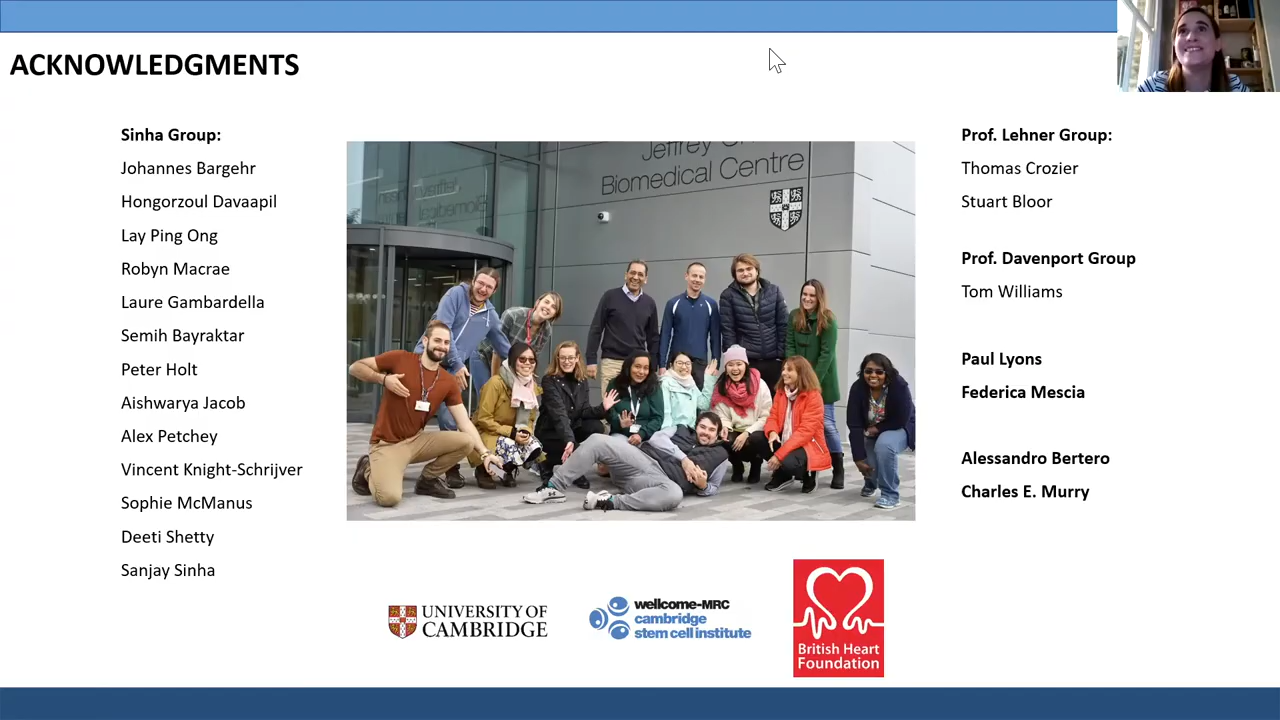 ACKNOWLEDGMENTS
Sinha Group:
Johannes Bargehr
Hongorzoul Davaapil
Lay Ping Ong
Robyn Macrae
Laure Gambardella
Semih Bayraktar
Peter Holt
Aishwarya Jacob
Alex Petchey
Vincent Knight-Schrijver
Sophie McManus
Deeti Shetty
Sanjay Sinha
Jeffrey
Biomedical Centre
Prof. Lehner Group:
Thomas Crozier
Stuart Bloor
Prof. Davenport Group
Tom Williams
Paul Lyons
Federica Mescia
Alessandro Bertero
Charles E. Murry
UNIVERSITY OF
CAMBRIDGE
wellcome-MRC
cambridge
stem cell institute
British Heart
Foundation